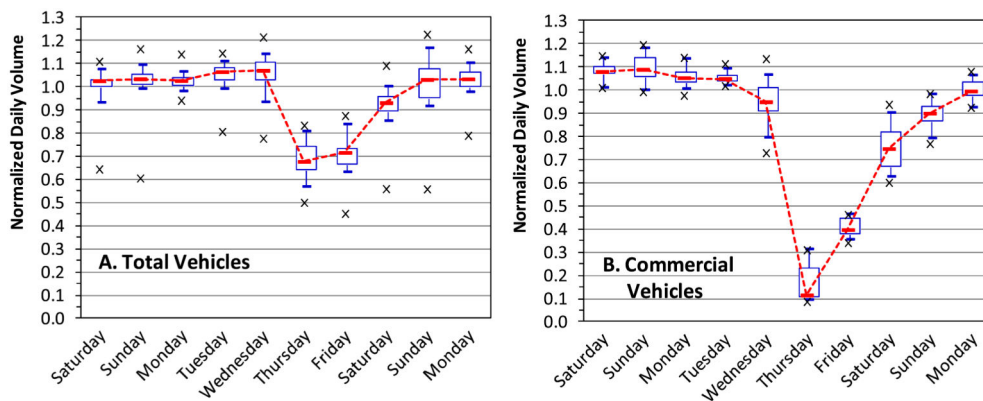 Normalized Daily Volume
1.3
1.2
1.1
1.0
0.9
0.8
0.7
0.6
0.5
0.4
0.3
0.2
0.1
0.0
A. Total Vehicles
Saturday
Sunday
Monday
Tuesday
Wednesday
Thursday
Friday
Saturday
Sunday
Monday
Normalized Daily Volume
1.3
1.2
1.1
1.0
0.9
0.8
0.7
0.6
0.5
0.4
0.3
0.2
0.1
0.0
B. Commercial
Vehicles
Saturday
Sunday
Monday
Tuesday
Wednesday
Thursday
Friday
Saturday
Sunday
Monday